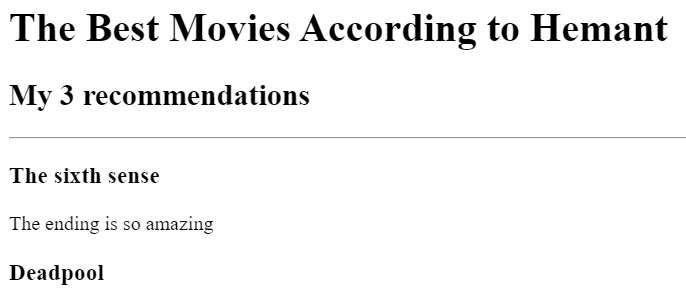 The Best Movies According to Hemant
My 3 recommendations
The sixth sense
The ending is so amazing
Deadpool